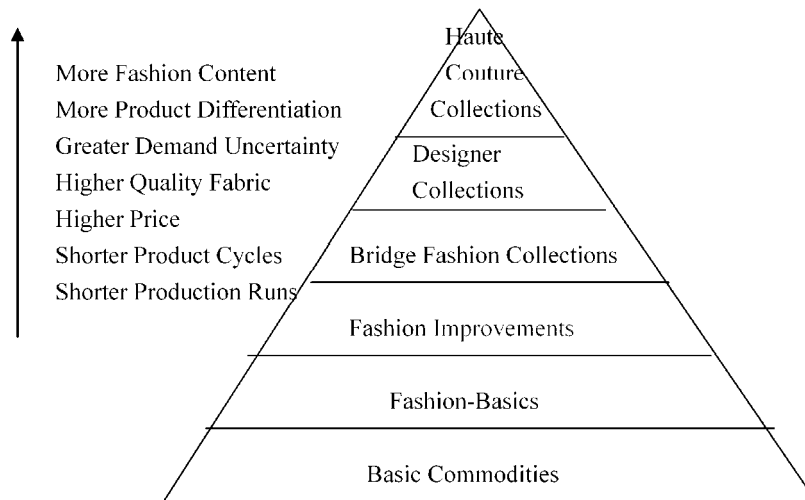 More Fashion Content
More Product Differentiation
Greater Demand Uncertainty
Higher Quality Fabric
Higher Price
Shorter Product Cycles
Shorter Production Runs
Haute
Couture
Collections
Designer
Collections
Bridge Fashion Collections
Fashion Improvements
Fashion-Basics
Basic Commodities